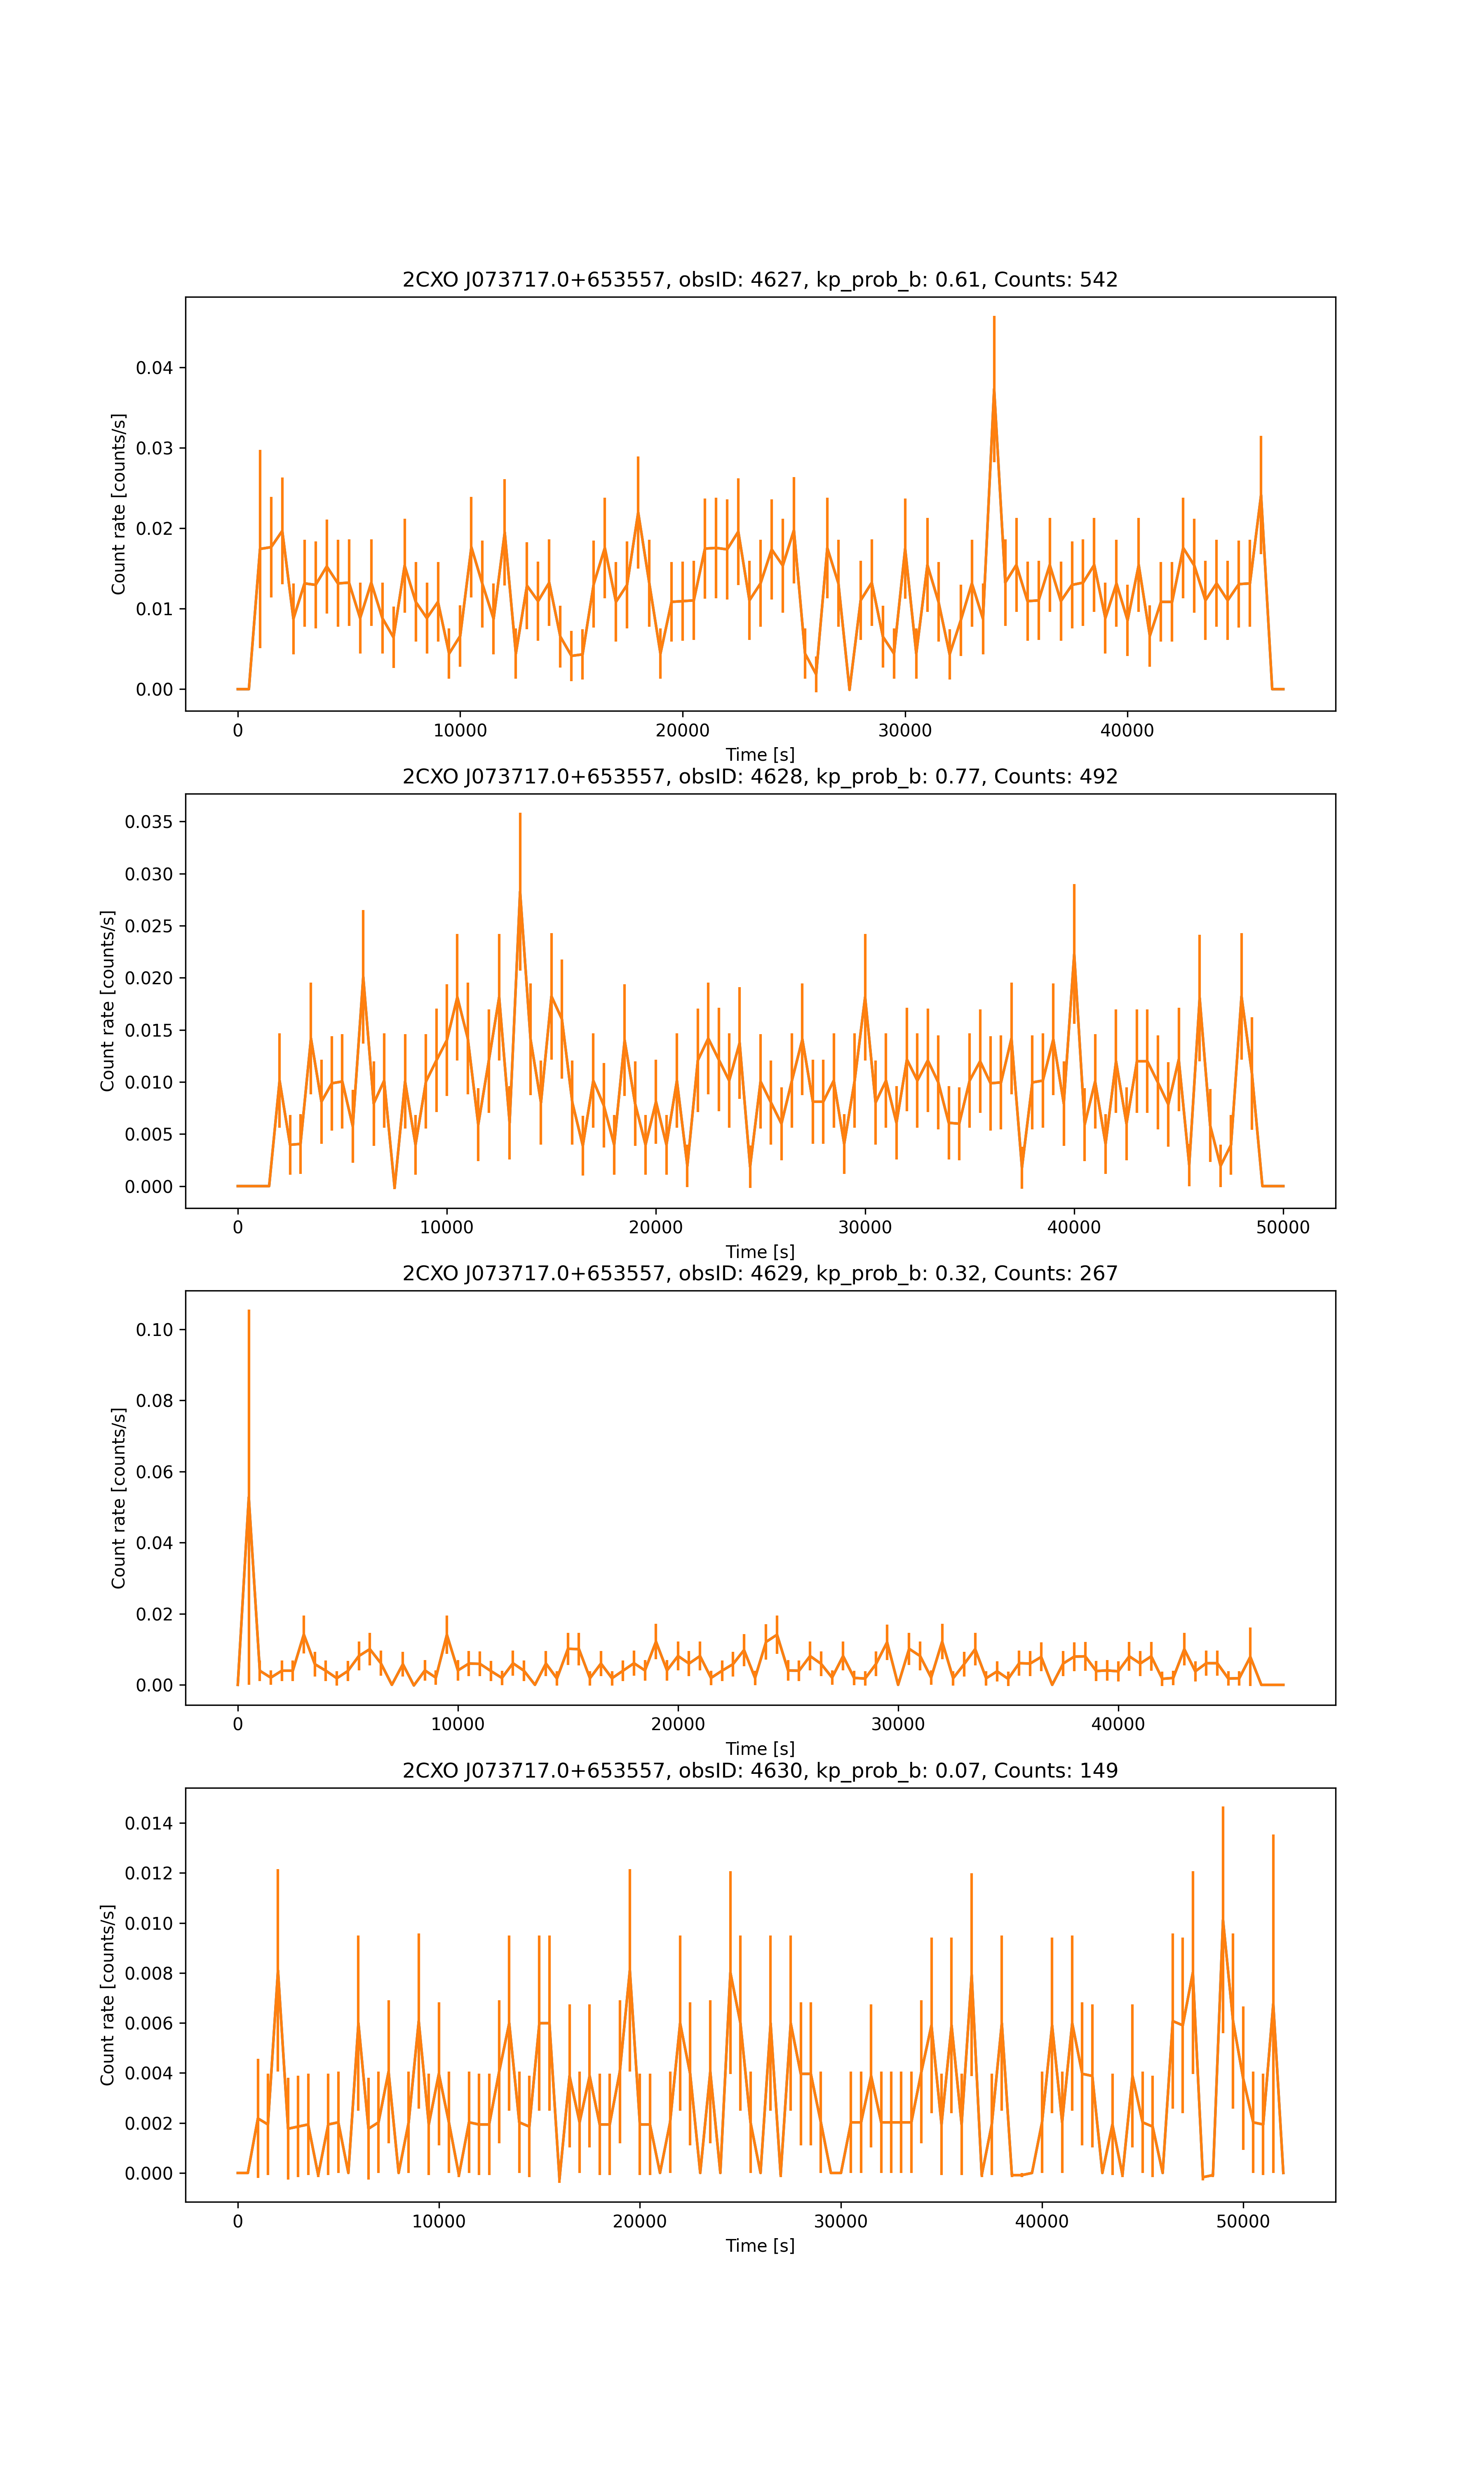 2CXO J073717.0+653557, obsID: 4627, kp_prob_b: 0.61, Counts: 542
Count rate [counts/s]
0.04
0.03
0.02
0.01
0.00
0 10000 20000 30000 40000
Time [s]
2CXO J073717.0+653557, obsID: 4628, kp_prob_b: 0.77, Counts: 492
Count rate [counts/s]
0.035
0.030
0.025
0.020
0.015
0.010
0.005
0.000
0 10000 20000 30000 40000 50000
Time [s]
2CXO J073717.0+653557, obsID: 4629, kp_prob_b: 0.32, Counts: 267
Count rate [counts/s]
0.10
0.08
0.06
0.04
0.02
0.00
0 10000 20000 30000 40000
Time [s]
2CXO J073717.0+653557, obsID: 4630, kp_prob_b: 0.07, Counts: 149
Count rate [counts/s]
0.014
0.012
0.010
0.008
0.006
0.004
0.002
0.000
0 10000 20000 30000 40000 50000
Time [s]